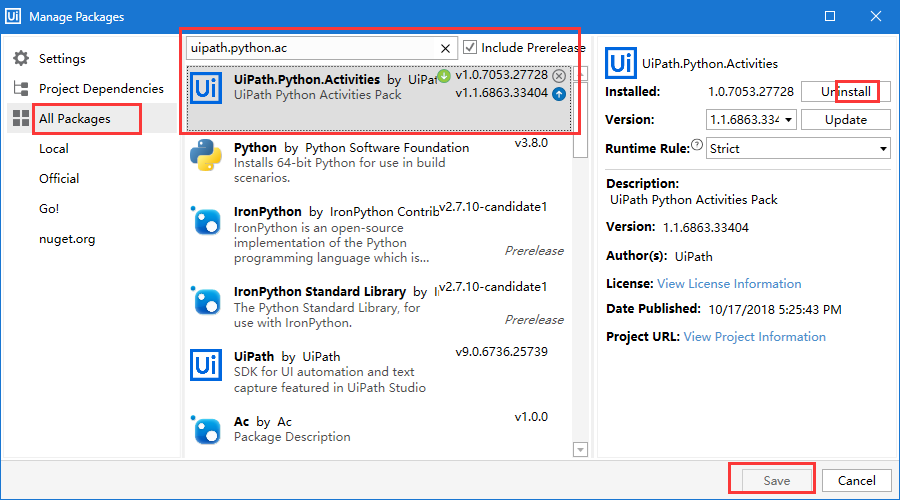 Ui Manage Packages
Settings
Project Dependencies
All Packages
Local
Official
Go!
nuget.org
uipath.python.ac
Include Prerelease
Ui
UiPath.Python.Activities by UiPat v1.0.7053.27728
UiPath Python Activities Pack v1.1.6863.33404
Python by Python Software Foundation v3.8.0
Installs 64-bit Python for use in build
scenarios.
IronPython by IronPython Contrib v2.7.10-candidate1
IronPython is an open-source
implementation of the Python
programming language which is...
Prerelease
IronPython Standard Library by v2.7.10-candidate1
The Python Standard Library, for
use with IronPython.
Prerelease
Ui
UiPath by UiPath v9.0.6736.25739
SDK for UI automation and text
capture featured in UiPath Studio
Ac by Ac v1.0.0
Package Description
Ui UiPath.Python.Activities
Installed: 1.0.7053.27728 Uninstall
Version: 1.1.6863.334 Update
Runtime Rule: ? Strict
Description:
UiPath Python Activities Pack
Version: 1.1.6863.33404
Author(s): UiPath
License: View License Information
Date Published: 10/17/2018 5:25:43 PM
Project URL: View Project Information
Save Cancel